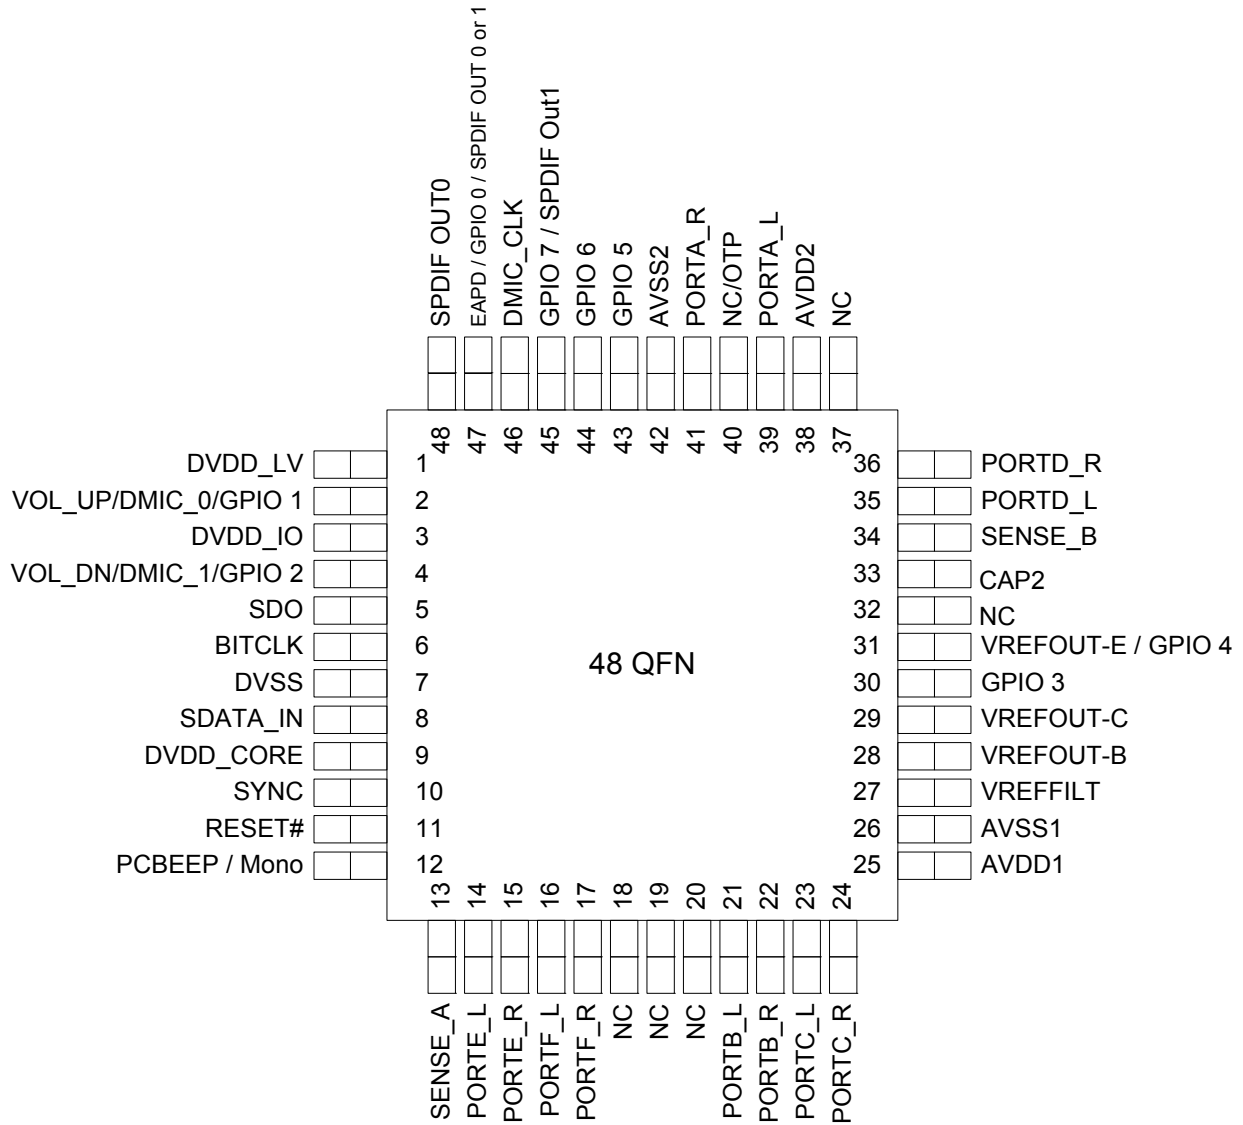 SPDIF OUT0
EAPD / GPIO 0 / SPDIF OUT 0 or 1
DMIC_CLK
GPIO 7 / SPDIF Out1
GPIO 6
GPIO 5
AVSS2
PORTA_R
NC/OTP
PORTA_L
AVDD2
NC
48
47
46
45
44
43
42
41
40
39
38
37
DVDD_LV 1
VOL_UP/DMIC_0/GPIO 1 2
DVDD_IO 3
VOL_DN/DMIC_1/GPIO 2 4
SDO 5
BITCLK 6
DVSS 7
SDATA_IN 8
DVDD_CORE 9
SYNC 10
RESET# 11
PCBEEP / Mono 12
48 QFN
36 PORTD_R
35 PORTD_L
34 SENSE_B
33 CAP2
32 NC
31 VREFOUT-E / GPIO 4
30 GPIO 3
29 VREFOUT-C
28 VREFOUT-B
27 VREFFILT
26 AVSS1
25 AVDD1
13
14
15
16
17
18
19
20
21
22
23
24
SENSE_A
PORTE_L
PORTE_R
PORTF_L
PORTF_R
NC
NC
NC
PORTB_L
PORTB_R
PORTC_L
PORTC_R